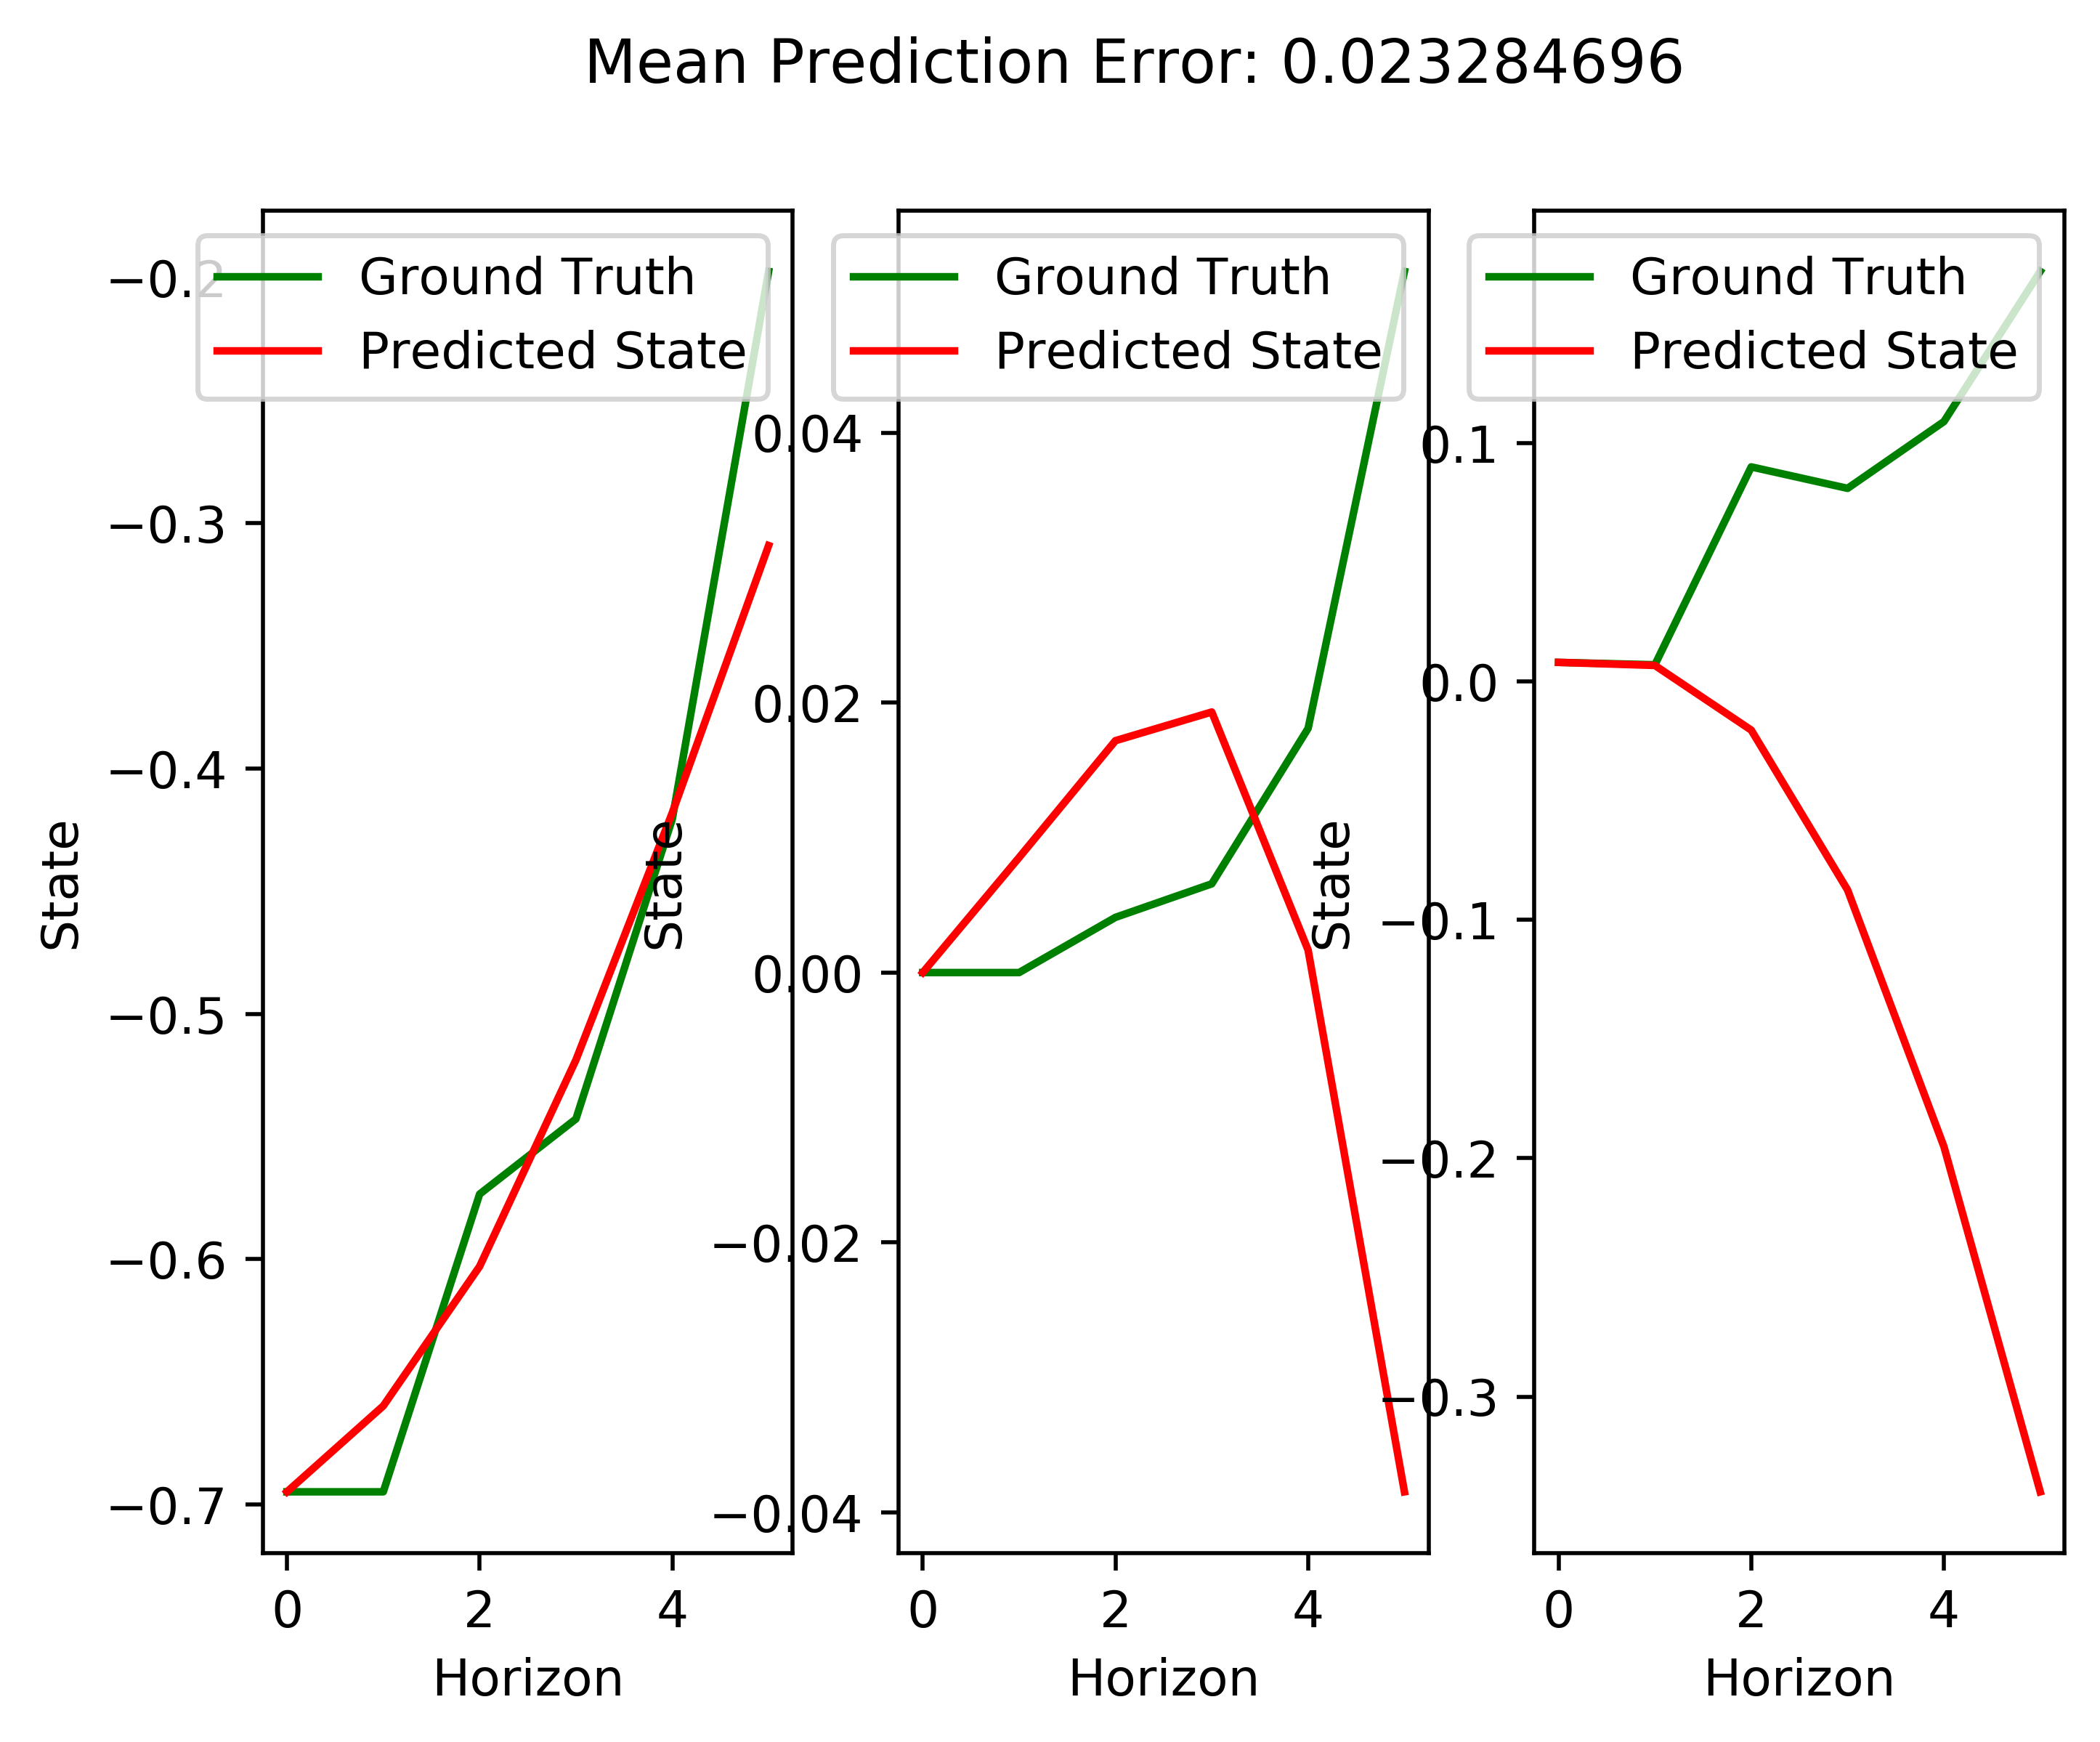 Mean Prediction Error: 0.023284696
Ground Truth
Predicted State
−0.2
−0.3
−0.4
−0.5
−0.6
−0.7
State
0
2
4
Horizon
Ground Truth
Predicted State
0.04
0.02
0.00
−0.02
−0.04
State
0
2
4
Horizon
Ground Truth
Predicted State
0.1
0.0
−0.1
−0.2
−0.3
State
0
2
4
Horizon